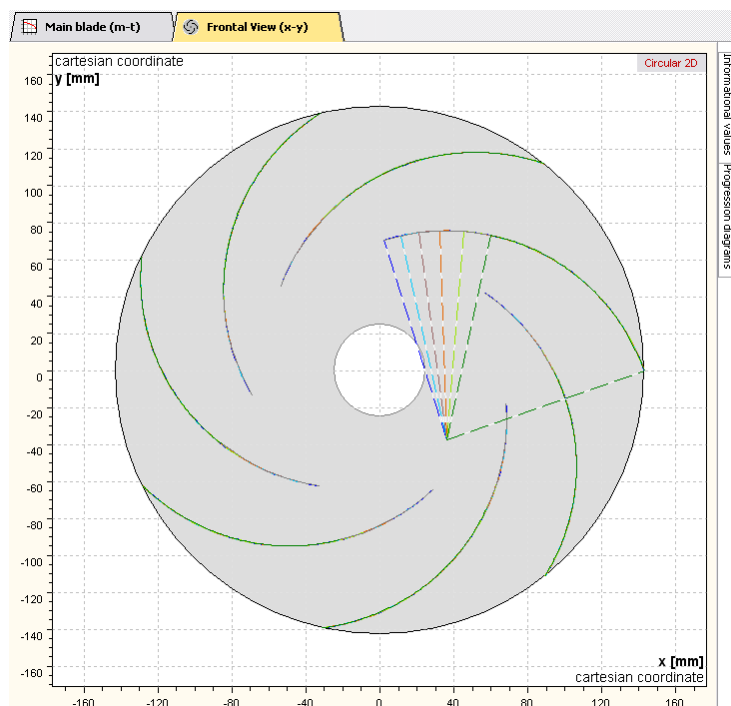 Main blade (m-t)
Frontal View (x-y)
cartesian coordinate
y [mm]
Circular 2D
Informational values
Progression diagrams
160
140
120
100
80
60
40
20
0
-20
-40
-60
-80
-100
-120
-140
-160
x [mm]
cartesian coordinate
-160
-120
-80
-40
0
40
80
120
160